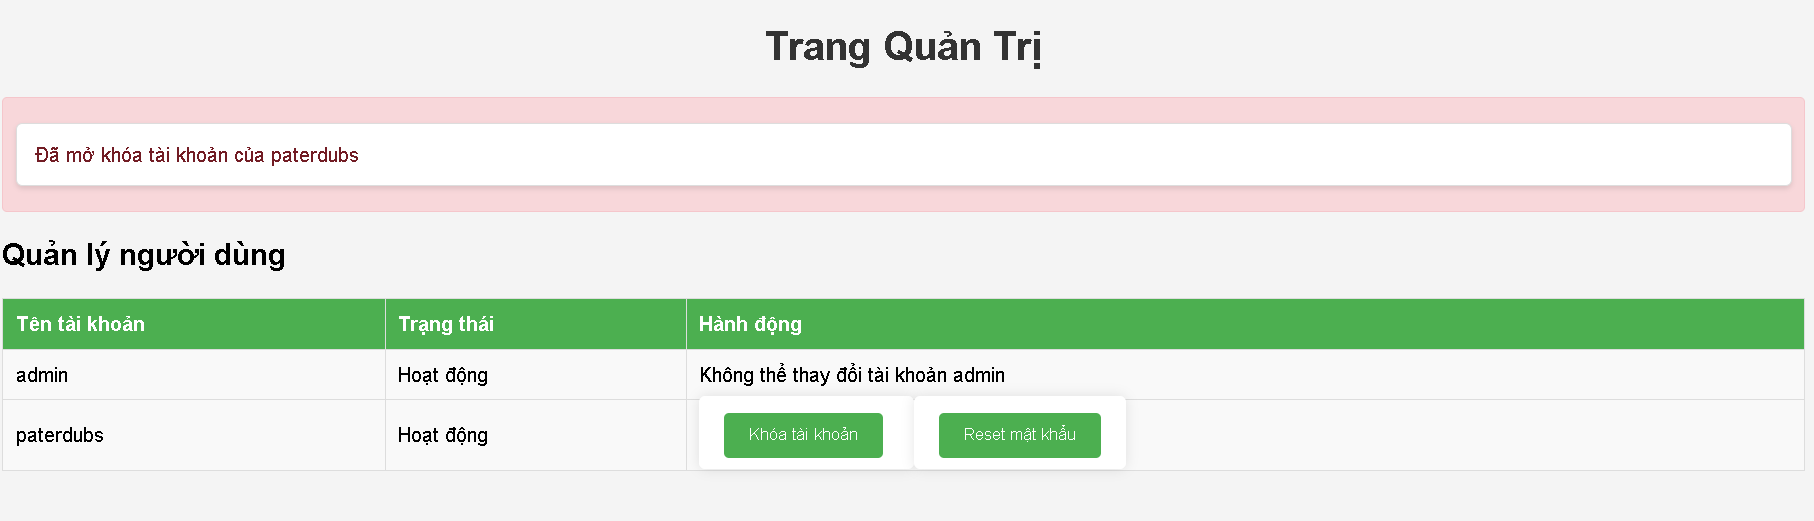 Trang Quản Trị
Đã mở khóa tài khoản của paterdubs
Quản lý người dùng
Tên tài khoản Trạng thái Hành động
admin Hoạt động Không thể thay đổi tài khoản admin
paterdubs Hoạt động Khóa tài khoản Reset mật khẩu